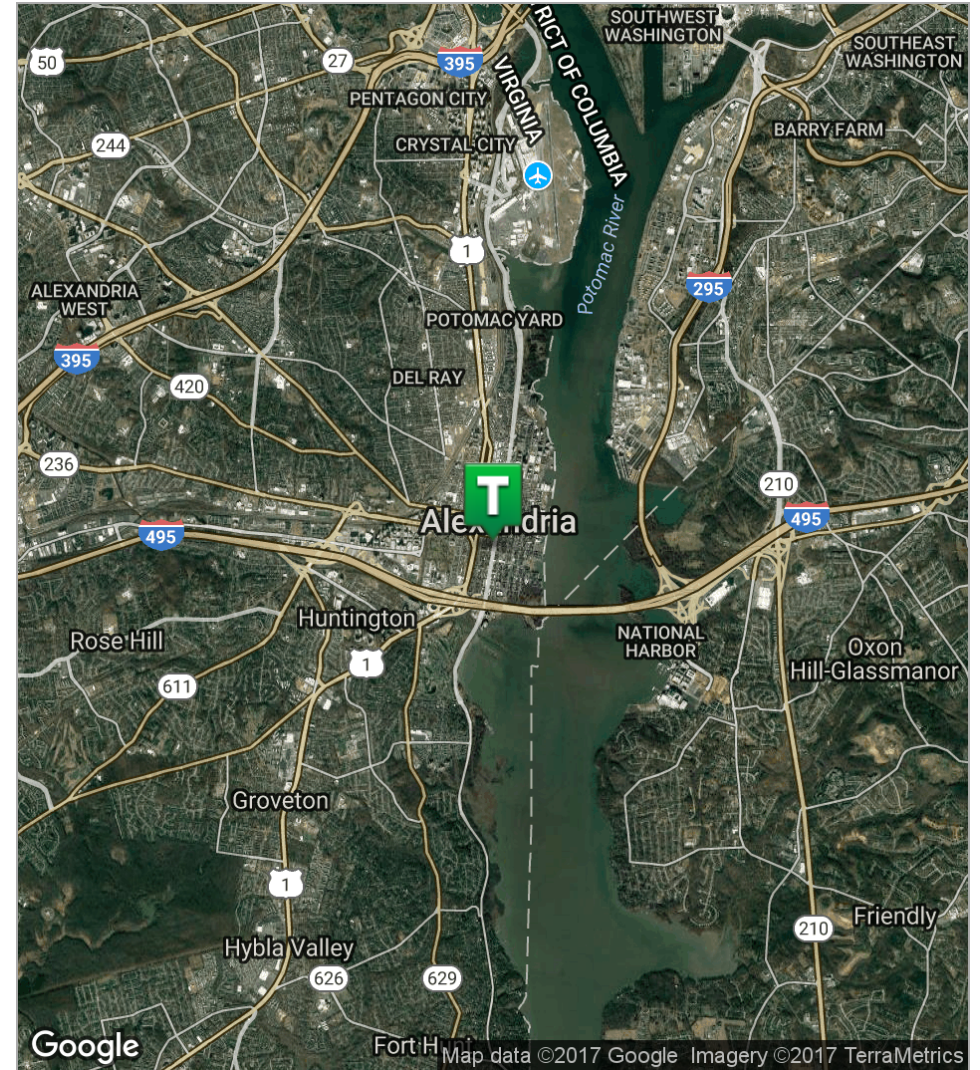 SOUTHWEST
WASHINGTON
50
27
395
RICT OF COLUMBIA
VIRGINIA
SOUTHEAST
WASHINGTON
PENTAGON CITY
244
CRYSTAL CITY
BARRY FARM
1
Potomac River
295
ALEXANDRIA
WEST
POTOMAC YARD
395
DEL RAY
420
236
T
210
Alexandria
495
495
Huntington
Rose Hill
NATIONAL
HARBOR
1
Oxon
Hill-Glassmanor
611
Groveton
1
Friendly
210
Hybla Valley
626
629
Google
Fort Hunt
Map data ©2017 Google Imagery ©2017 TerraMetrics